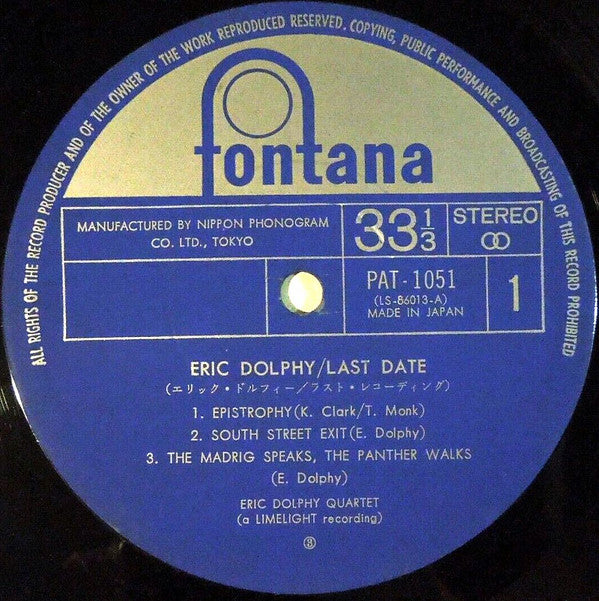 ALL RIGHTS OF THE RECORD PRODUCER AND OF THE OWNER OF THE WORK REPRODUCED RESERVED. COPYING, PUBLIC PERFORMANCE AND BROADCASTING OF THIS RECORD PROHIBITED
fontana
MANUFACTURED BY NIPPON PHONOGRAM
CO. LTD., TOKYO
33 1/3
STEREO
PAT-1051
(LS-86013-A)
MADE IN JAPAN
1
ERIC DOLPHY/LAST DATE
(エリック・ドルフィー/ラスト・レコーディング)
1. EPISTROPHY(K. Clark/T. Monk)
2. SOUTH STREET EXIT(E. Dolphy)
3. THE MADRIG SPEAKS, THE PANTHER WALKS
(E. Dolphy)
ERIC DOLPHY QUARTET
(a LIMELIGHT recording)